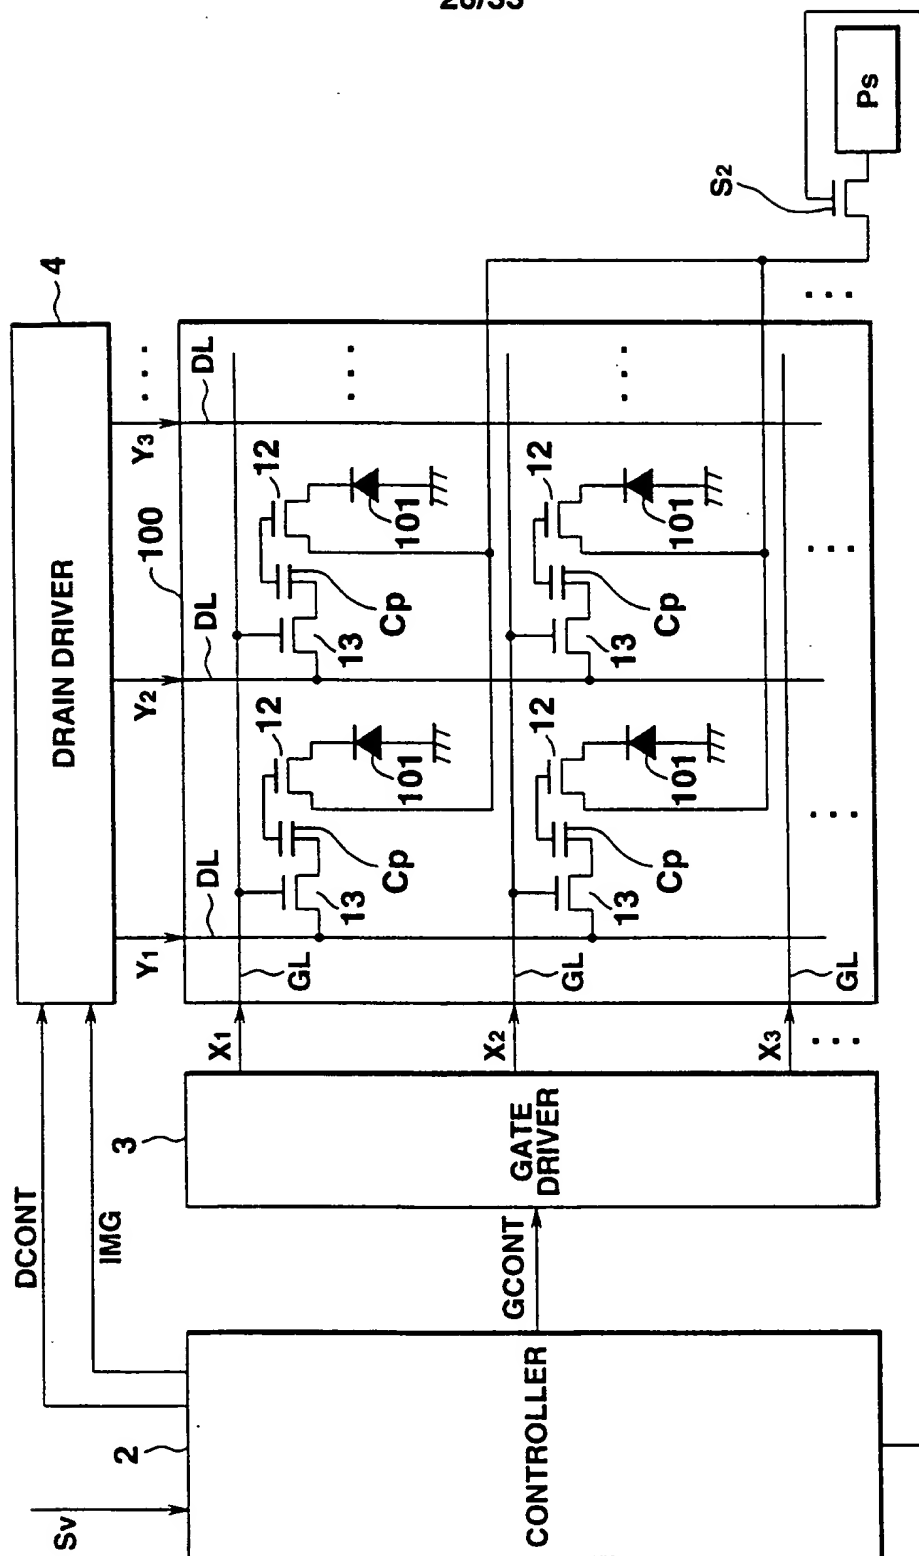 26/33
DRAIN DRIVER
4
Y1
Y2
Y3
100
DL
DL
DL
12
12
101
101
Cp
Cp
13
13
GL
12
12
101
101
Cp
Cp
13
13
GL
GL
X1
X2
X3
3
GATE
DRIVER
DCONT
IMG
GCONT
2
CONTROLLER
Sv
S2
Ps